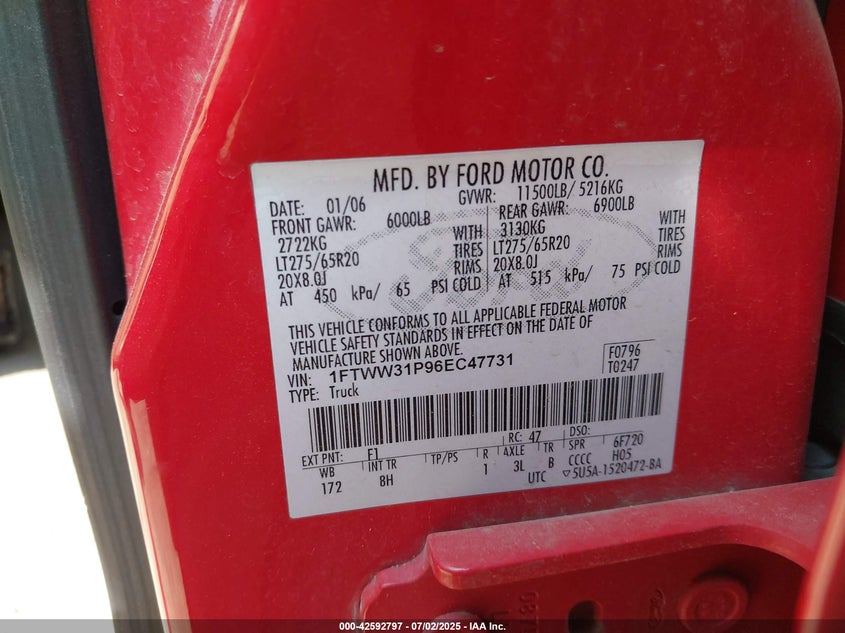 MFD. BY FORD MOTOR CO.
DATE: 01/06 GVWR: 11500LB/ 5216KG
FRONT GAWR: 6000LB REAR GAWR: 6900LB
2722KG WITH 3130KG WITH
LT275/65R20 TIRES LT275/65R20 TIRES
20X8.0J RIMS 20X8.0J RIMS
AT 450 kPa/ 65 PSI COLD AT 515 kPa/ 75 PSI COLD
THIS VEHICLE CONFORMS TO ALL APPLICABLE FEDERAL MOTOR
VEHICLE SAFETY STANDARDS IN EFFECT ON THE DATE OF
MANUFACTURE SHOWN ABOVE.
VIN: 1FTWW31P96EC47731 F0796
TYPE: Truck T0247
RC: 47 DSO:
EXT PNT: F1 6F720
WB INT TR TP/PS R AXLE TR SPR H05
172 8H 1 3L B CCCC
UTC ▽5U5A-1520472-BA
000-42592797 - 07/02/2025 - IAA Inc.